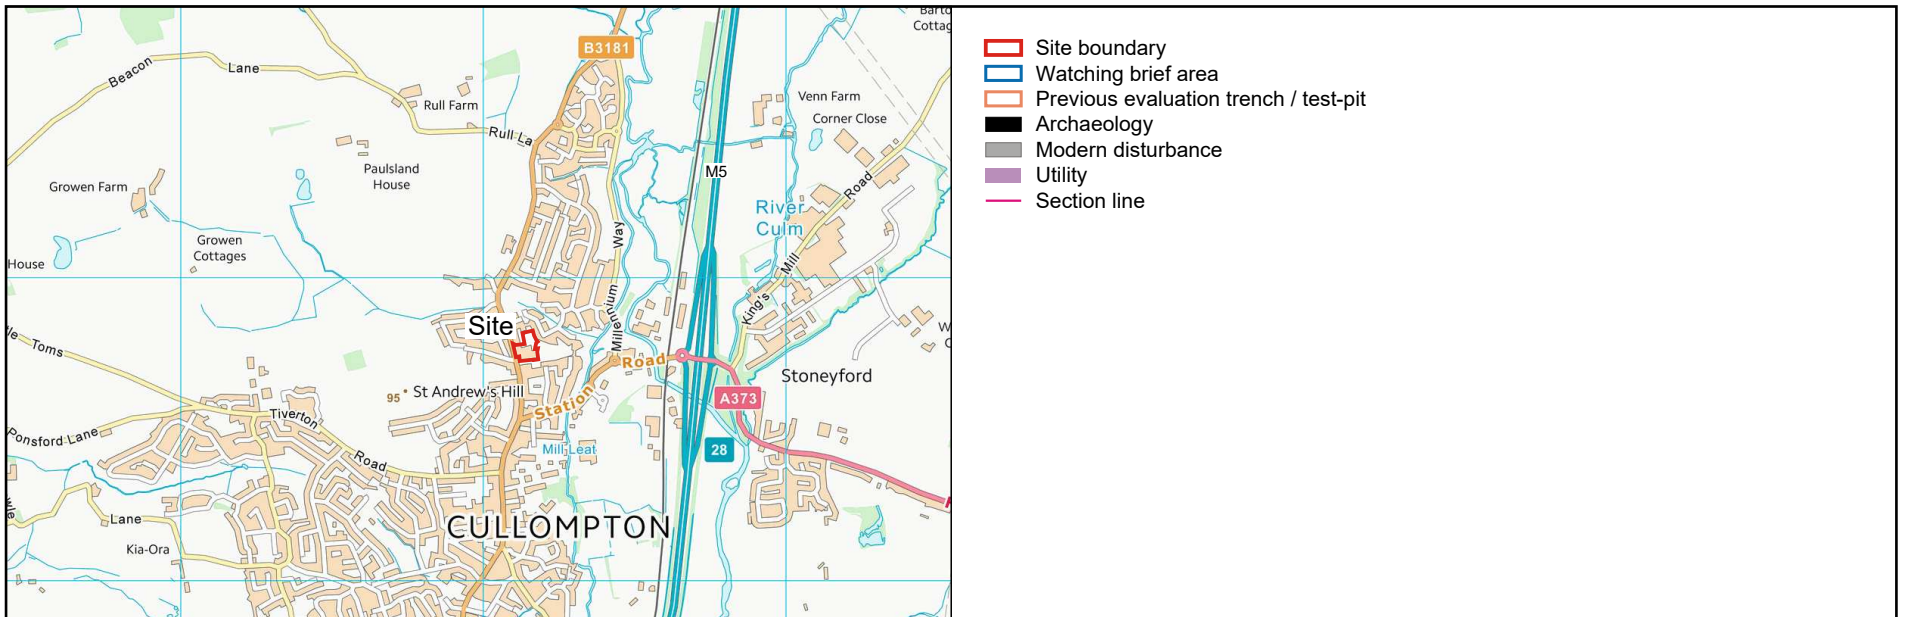 B3181
Barto
Cottag
Beacon
Lane
Rull Farm
Venn Farm
Corner Close
Rull La
M5
Paulsland
House
Growen Farm
Road
River
Culm
Way
Growen
Cottages
House
Mill
King's
Millennium
Site
Toms
Road
Stoneyford
95
St Andrew's Hill
A373
Station
Tiverton
Ponsford Lane
Road
Mill Leat
28
Lane
CULLOMPTON
Kia-Ora
Site boundary
Watching brief area
Previous evaluation trench / test-pit
Archaeology
Modern disturbance
Utility
Section line